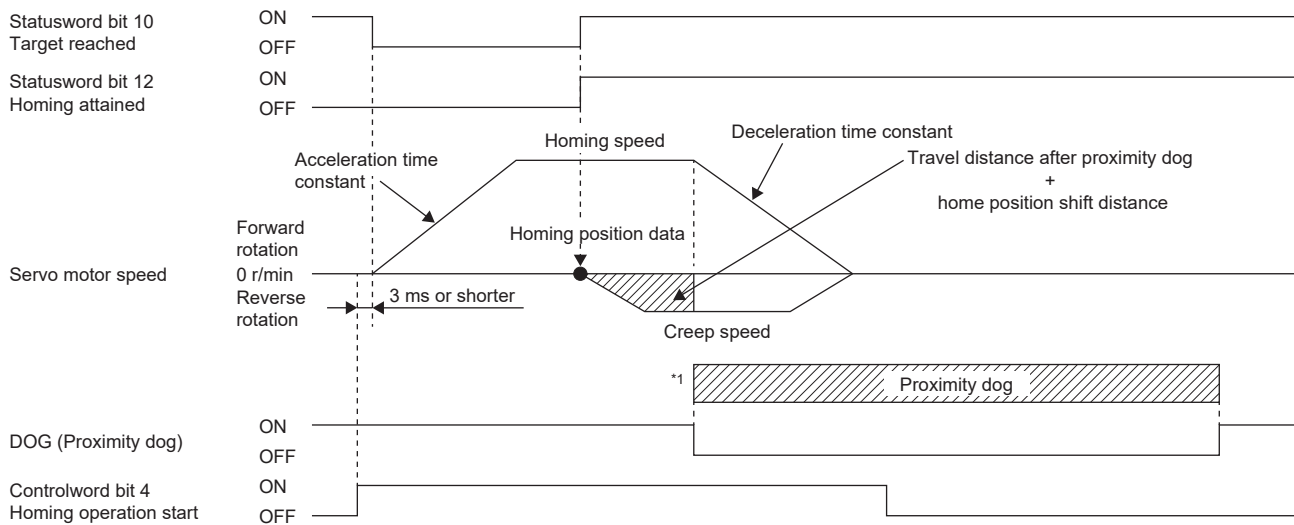 Statusword bit 10
Target reached
ON
OFF
Statusword bit 12
Homing attained
ON
OFF
Acceleration time
constant
Homing speed
Deceleration time constant
Travel distance after proximity dog
+
home position shift distance
Homing position data
Servo motor speed
Forward
rotation
0 r/min
Reverse
rotation
3 ms or shorter
Creep speed
*1
Proximity dog
DOG (Proximity dog)
ON
OFF
Controlword bit 4
Homing operation start
ON
OFF